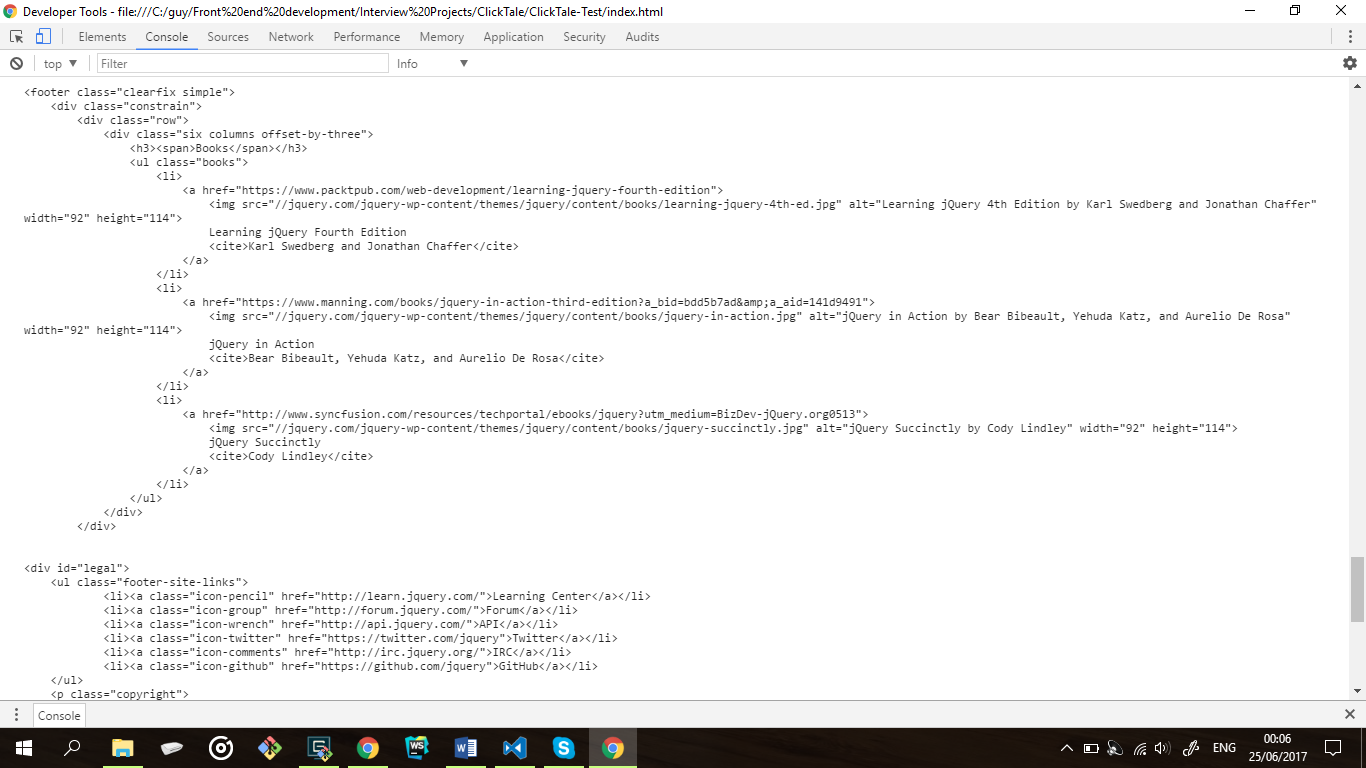 Developer Tools - file:///C:/guy/Front%20end%20development/Interview%20Projects/ClickTale/ClickTale-Test/index.html
Elements Console Sources Network Performance Memory Application Security Audits
top Filter Info
<footer class="clearfix simple">
<div class="constrain">
<div class="row">
<div class="six columns offset-by-three">
<h3><span>Books</span></h3>
<ul class="books">
<li>
<a href="https://www.packtpub.com/web-development/learning-jquery-fourth-edition">
<img src="//jquery.com/jquery-wp-content/themes/jquery/content/books/learning-jquery-4th-ed.jpg" alt="Learning jQuery 4th Edition by Karl Swedberg and Jonathan Chaffer"
width="92" height="114">
Learning jQuery Fourth Edition
<cite>Karl Swedberg and Jonathan Chaffer</cite>
</a>
</li>
<li>
<a href="https://www.manning.com/books/jquery-in-action-third-edition?a_bid=bdd5b7ad&amp;a_aid=141d9491">
<img src="//jquery.com/jquery-wp-content/themes/jquery/content/books/jquery-in-action.jpg" alt="jQuery in Action by Bear Bibeault, Yehuda Katz, and Aurelio De Rosa"
width="92" height="114">
jQuery in Action
<cite>Bear Bibeault, Yehuda Katz, and Aurelio De Rosa</cite>
</a>
</li>
<li>
<a href="http://www.syncfusion.com/resources/techportal/ebooks/jquery?utm_medium=BizDev-jQuery.org0513">
<img src="//jquery.com/jquery-wp-content/themes/jquery/content/books/jquery-succinctly.jpg" alt="jQuery Succinctly by Cody Lindley" width="92" height="114">
jQuery Succinctly
<cite>Cody Lindley</cite>
</a>
</li>
</ul>
</div>
</div>
<div id="legal">
<ul class="footer-site-links">
<li><a class="icon-pencil" href="http://learn.jquery.com/">Learning Center</a></li>
<li><a class="icon-group" href="http://forum.jquery.com/">Forum</a></li>
<li><a class="icon-wrench" href="http://api.jquery.com/">API</a></li>
<li><a class="icon-twitter" href="https://twitter.com/jquery">Twitter</a></li>
<li><a class="icon-comments" href="http://irc.jquery.org/">IRC</a></li>
<li><a class="icon-github" href="https://github.com/jquery">GitHub</a></li>
</ul>
<p class="copyright">
Console
WS
ENG
00:06
25/06/2017